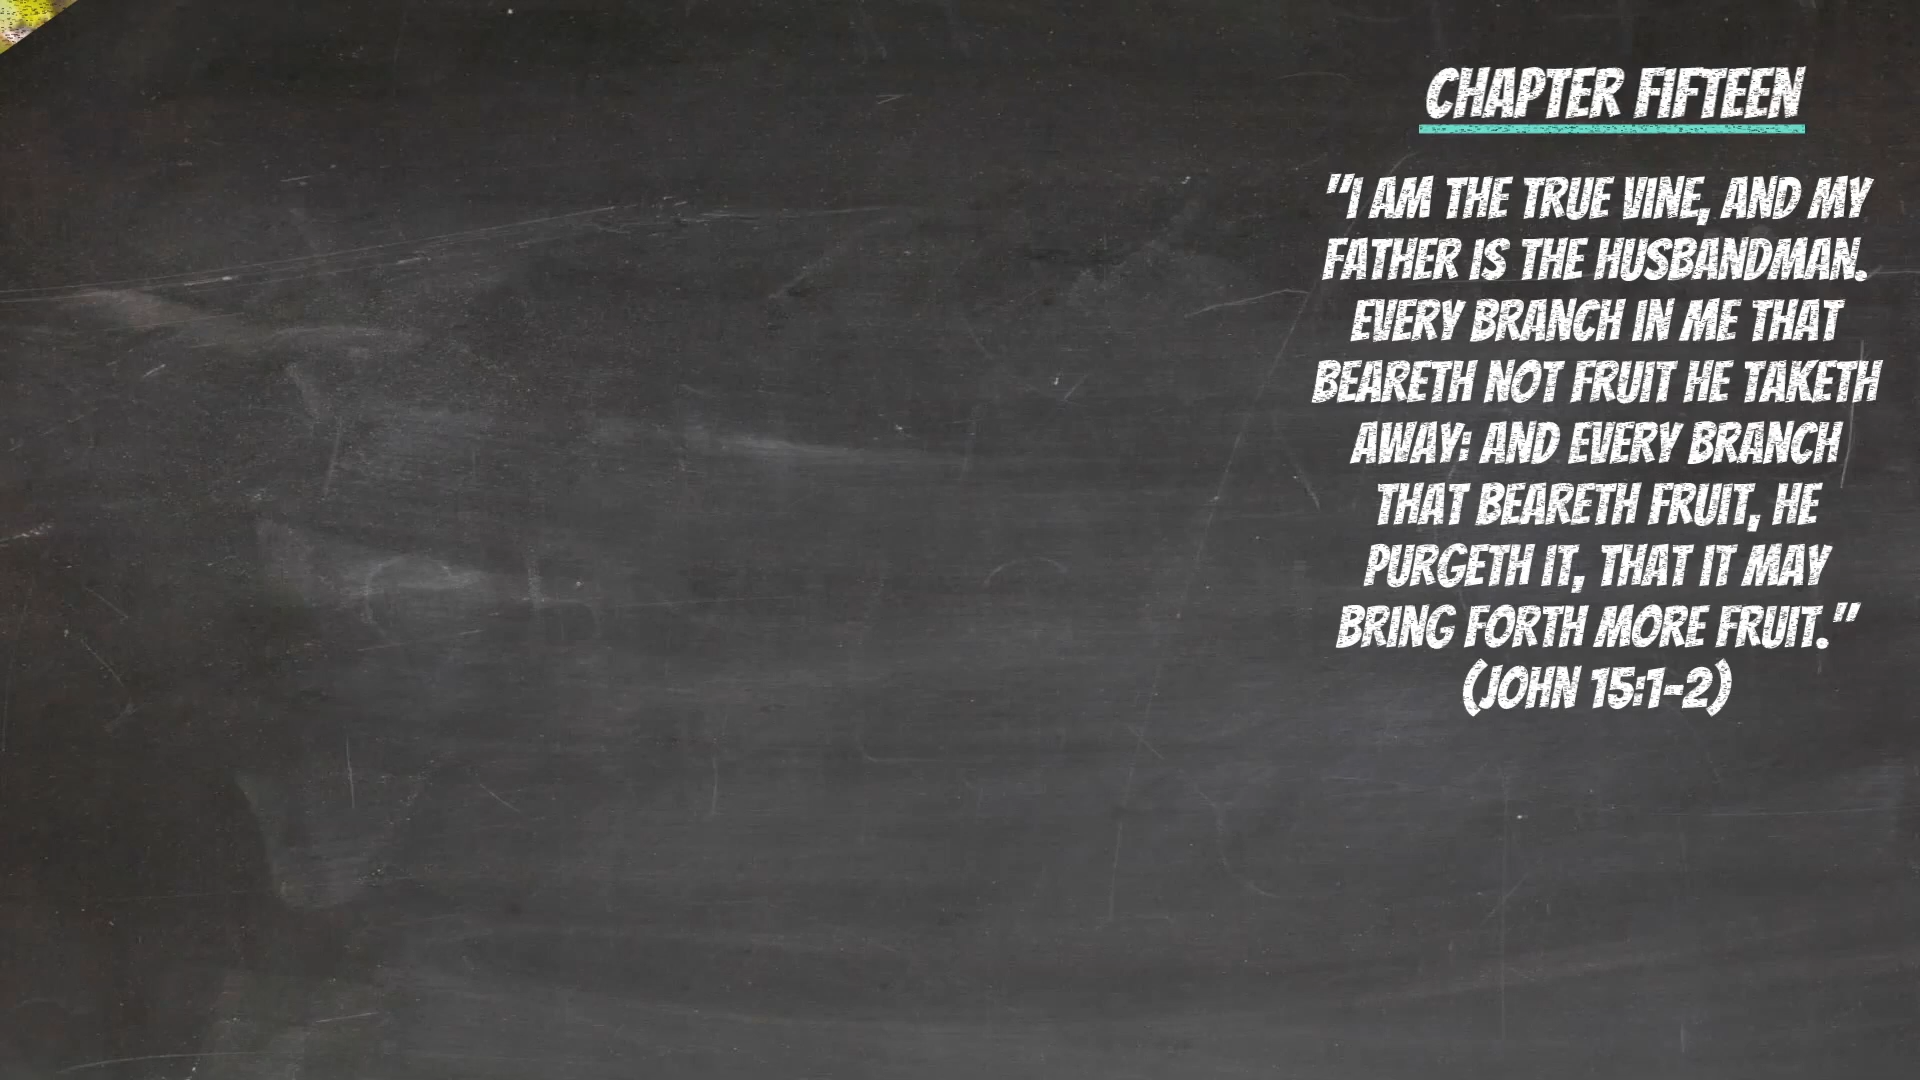 CHAPTER FIFTEEN
"I AM THE TRUE VINE, AND MY
FATHER IS THE HUSBANDMAN.
EVERY BRANCH IN ME THAT
BEARETH NOT FRUIT HE TAKETH
AWAY: AND EVERY BRANCH
THAT BEARETH FRUIT, HE
PURGETH IT, THAT IT MAY
BRING FORTH MORE FRUIT."
(JOHN 15:1-2)